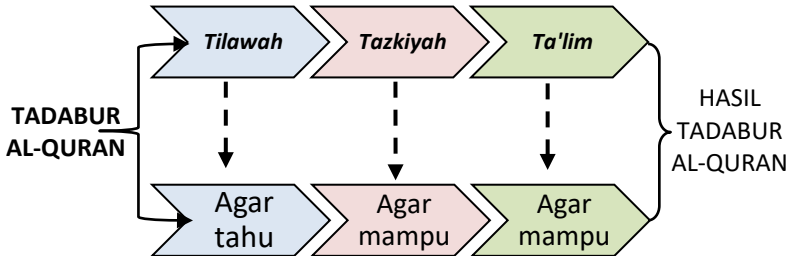 TADABUR
AL-QURAN
Tilawah
Tazkiyah
Ta'lim
Agar
tahu
Agar
mampu
Agar
mampu
HASIL
TADABUR
AL-QURAN